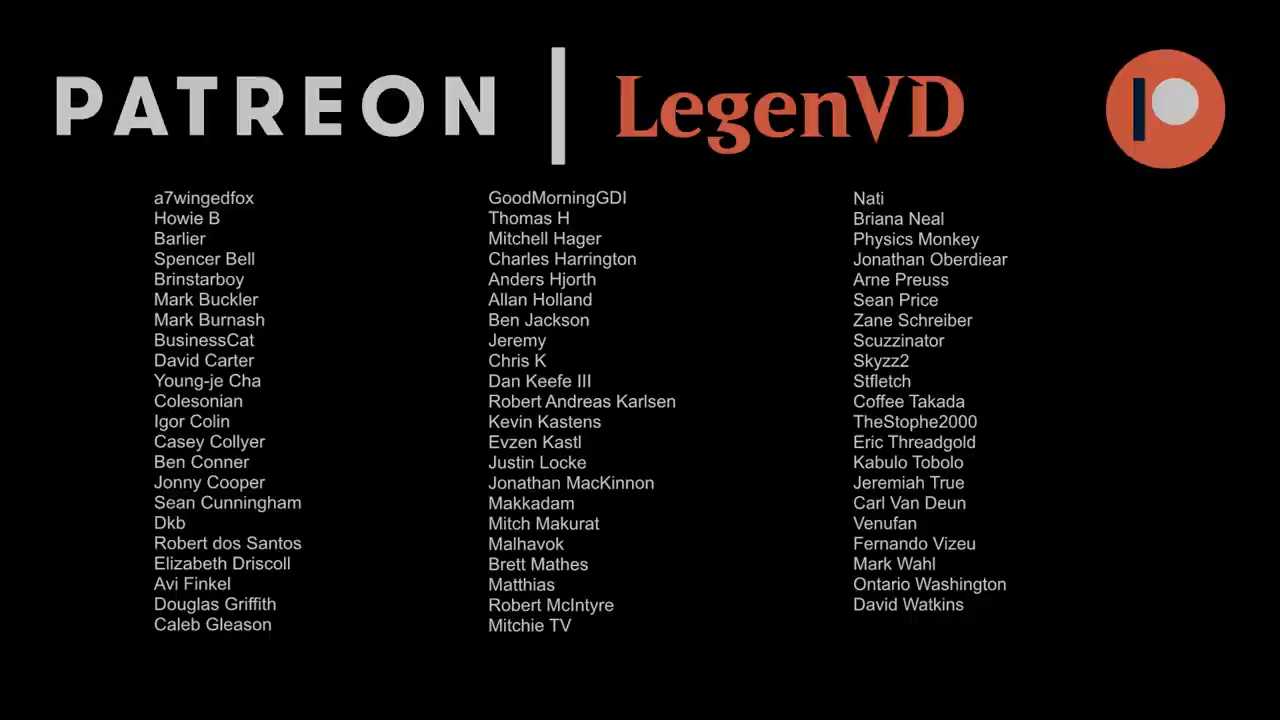 PATREON | LegenVD
a7wingedfox
Howie B
Barlier
Spencer Bell
Brinstarboy
Mark Buckler
Mark Burnash
BusinessCat
David Carter
Young-je Cha
Colesonian
Igor Colin
Casey Collyer
Ben Conner
Jonny Cooper
Sean Cunningham
Dkb
Robert dos Santos
Elizabeth Driscoll
Avi Finkel
Douglas Griffith
Caleb Gleason
GoodMorningGDI
Thomas H
Mitchell Hager
Charles Harrington
Anders Hjorth
Allan Holland
Ben Jackson
Jeremy
Chris K
Dan Keefe III
Robert Andreas Karlsen
Kevin Kastens
Evzen Kastl
Justin Locke
Jonathan MacKinnon
Makkadam
Mitch Makurat
Malhavok
Brett Mathes
Matthias
Robert McIntyre
Mitchie TV
Nati
Briana Neal
Physics Monkey
Jonathan Oberdiear
Arne Preuss
Sean Price
Zane Schreiber
Scuzzinator
Skyzz2
Stfletch
Coffee Takada
TheStophe2000
Eric Threadgold
Kabulo Tobolo
Jeremiah True
Carl Van Deun
Venufan
Fernando Vizeu
Mark Wahl
Ontario Washington
David Watkins